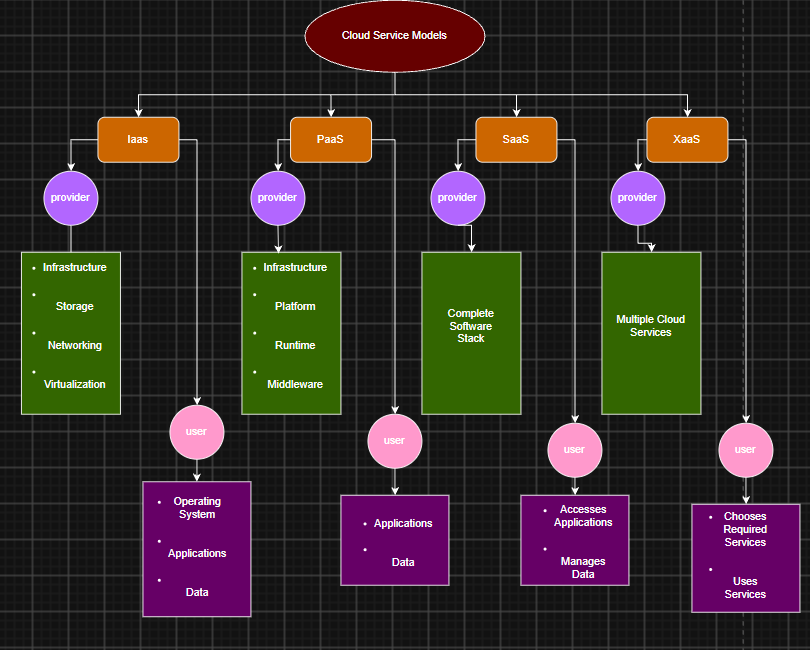 Cloud Service Models
Iaas
PaaS
SaaS
XaaS
provider
provider
provider
provider
• Infrastructure
• Storage
• Networking
• Virtualization
• Infrastructure
• Platform
• Runtime
• Middleware
Complete
Software
Stack
Multiple Cloud
Services
user
user
user
user
• Operating
System
• Applications
• Data
• Applications
• Data
• Accesses
Applications
• Manages
Data
• Chooses
Required
Services
• Uses
Services